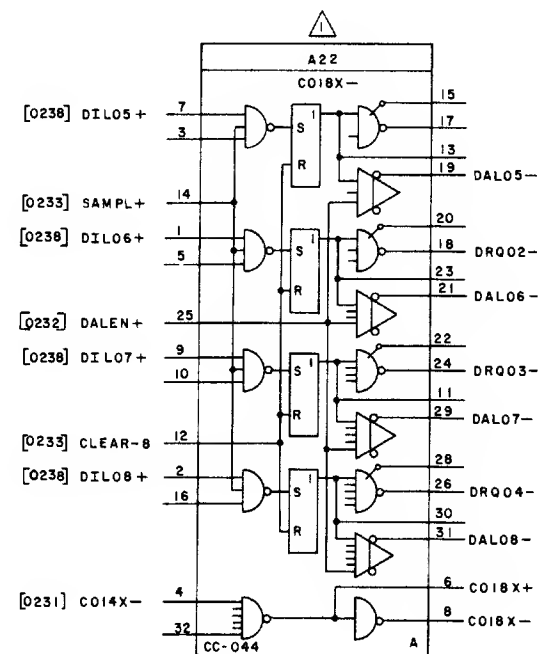 1
A22
C018X-
15
[0238] DIL05+ 7
3
S 1
R
17
13
19 DAL05-
[0233] SAMPL+ 14
20
[0238] DIL06+ 1
5
S 1
R
18 DRQ02-
23
21 DAL06-
[0232] DALEN+ 25
22
[0238] DIL07+ 9
10
S 1
R
24 DRQ03-
11
29 DAL07-
[0233] CLEAR-8 12
28
[0238] DIL08+ 2
16
S 1
R
26 DRQ04-
30
31 DAL08-
[0231] C014X- 4
32
6 C018X+
8 C018X-
CC-044 A